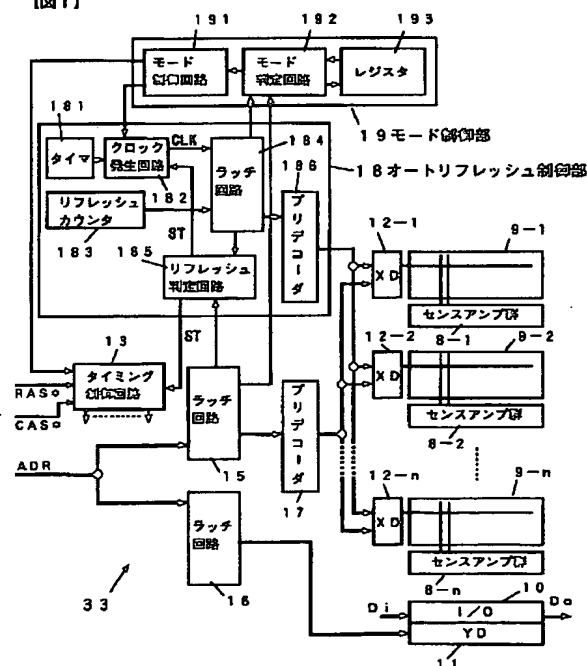 【図1】
191
192
193
モード
制御回路
モード
判定回路
レジスタ
19モード制御部
181
タイマ
クロック
発生回路
CLK
184
ラッチ
回路
186
18オートリフレッシュ制御部
182
プリデコーダ
リフレッシュ
カウンタ
183
ST
185
リフレッシュ
判定回路
ST
12-1
XD
9-1
センスアンプ群
8-1
12-2
XD
9-2
センスアンプ群
8-2
13
タイミング
制御回路
RAS
CAS
ラッチ
回路
15
プリデコーダ
17
ADR
ラッチ
回路
16
33
12-n
XD
9-n
センスアンプ群
8-n
10
Di
I/O
Do
YD
11